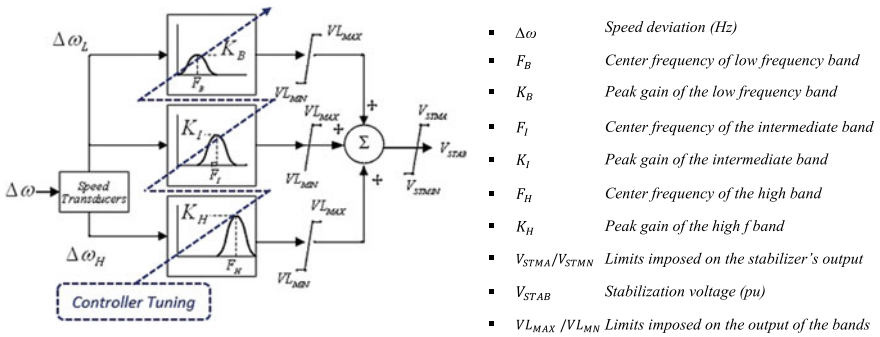 Δω_L
K_B
F_B
VL_MAX
VL_MIN
K_I
F_I
VL_MAX
VL_MIN
Δω
Speed
Transducers
Σ
+
+
+
V_STMA
V_STAB
V_STMIN
K_H
F_H
VL_MAX
VL_MIN
Δω_H
Controller Tuning
▪ Δω Speed deviation (Hz)
▪ F_B Center frequency of low frequency band
▪ K_B Peak gain of the low frequency band
▪ F_I Center frequency of the intermediate band
▪ K_I Peak gain of the intermediate band
▪ F_H Center frequency of the high band
▪ K_H Peak gain of the high f band
▪ V_STMA/V_STMN Limits imposed on the stabilizer's output
▪ V_STAB Stabilization voltage (pu)
▪ VL_MAX /VL_MN Limits imposed on the output of the bands